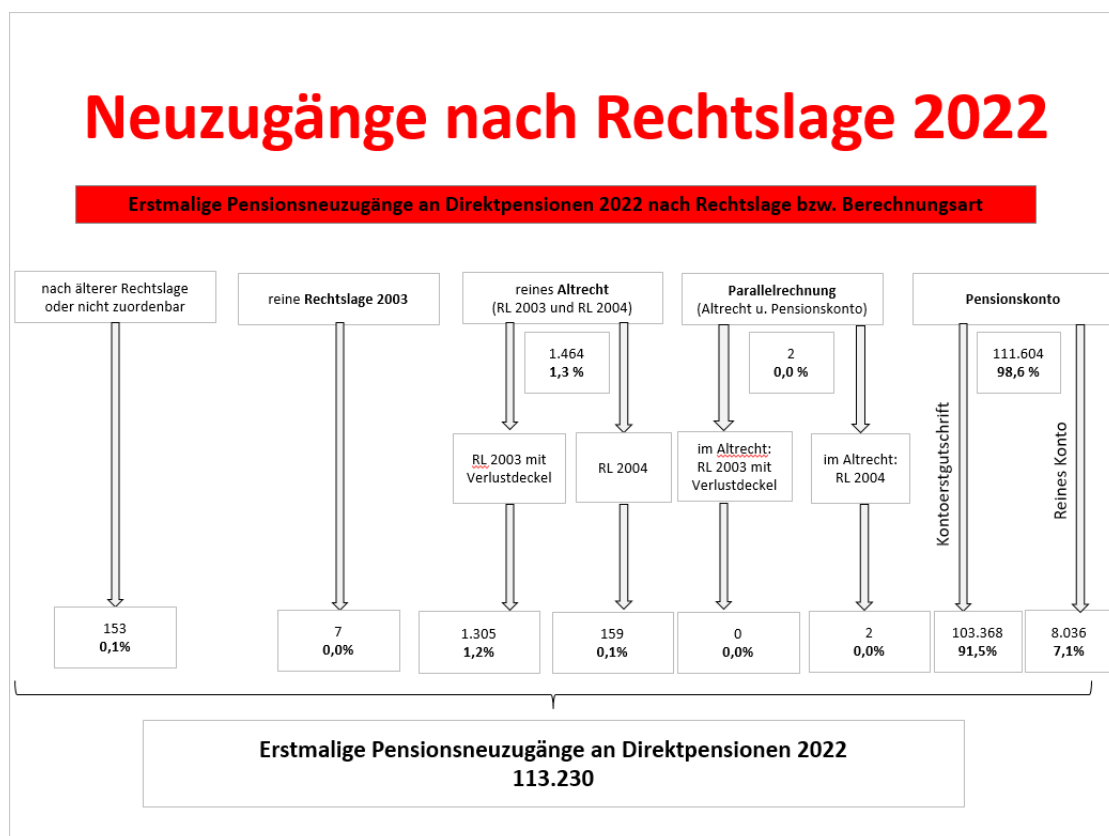 Neuzugänge nach Rechtslage 2022
Erstmalige Pensionsneuzugänge an Direktpensionen 2022 nach Rechtslage bzw. Berechnungsart
nach älterer Rechtslage
oder nicht zuordenbar
reine Rechtslage 2003
reines Altrecht
(RL 2003 und RL 2004)
Parallelrechnung
(Altrecht u. Pensionskonto)
Pensionskonto
1.464
1,3 %
2
0,0 %
111.604
98,6 %
RL 2003 mit
Verlustdeckel
RL 2004
im Altrecht:
RL 2003 mit
Verlustdeckel
im Altrecht:
RL 2004
Kontoerstgutschrift
Reines Konto
153
0,1%
7
0,0%
1.305
1,2%
159
0,1%
0
0,0%
2
0,0%
103.368
91,5%
8.036
7,1%
Erstmalige Pensionsneuzugänge an Direktpensionen 2022
113.230